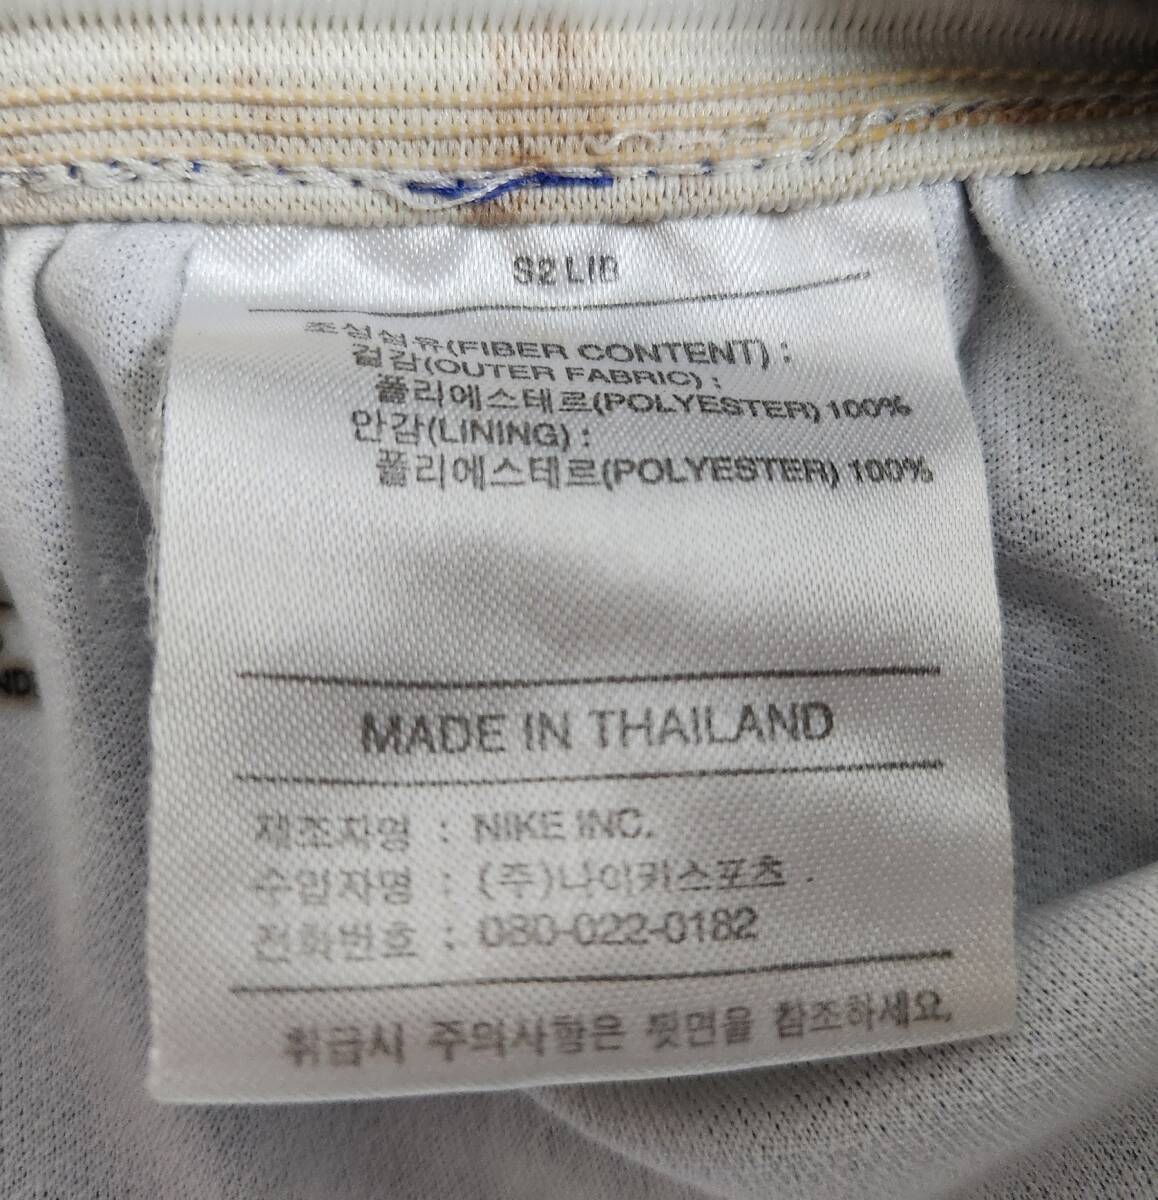 S2 LIB
조성섬유(FIBER CONTENT) :
겉감(OUTER FABRIC) :
폴리에스테르(POLYESTER) 100%
안감(LINING) :
폴리에스테르(POLYESTER) 100%
MADE IN THAILAND
제조자명 : NIKE INC.
수입자명 : (주)나이키스포츠 .
전화번호 : 080-022-0182
취급시 주의사항은 뒷면을 참조하세요.